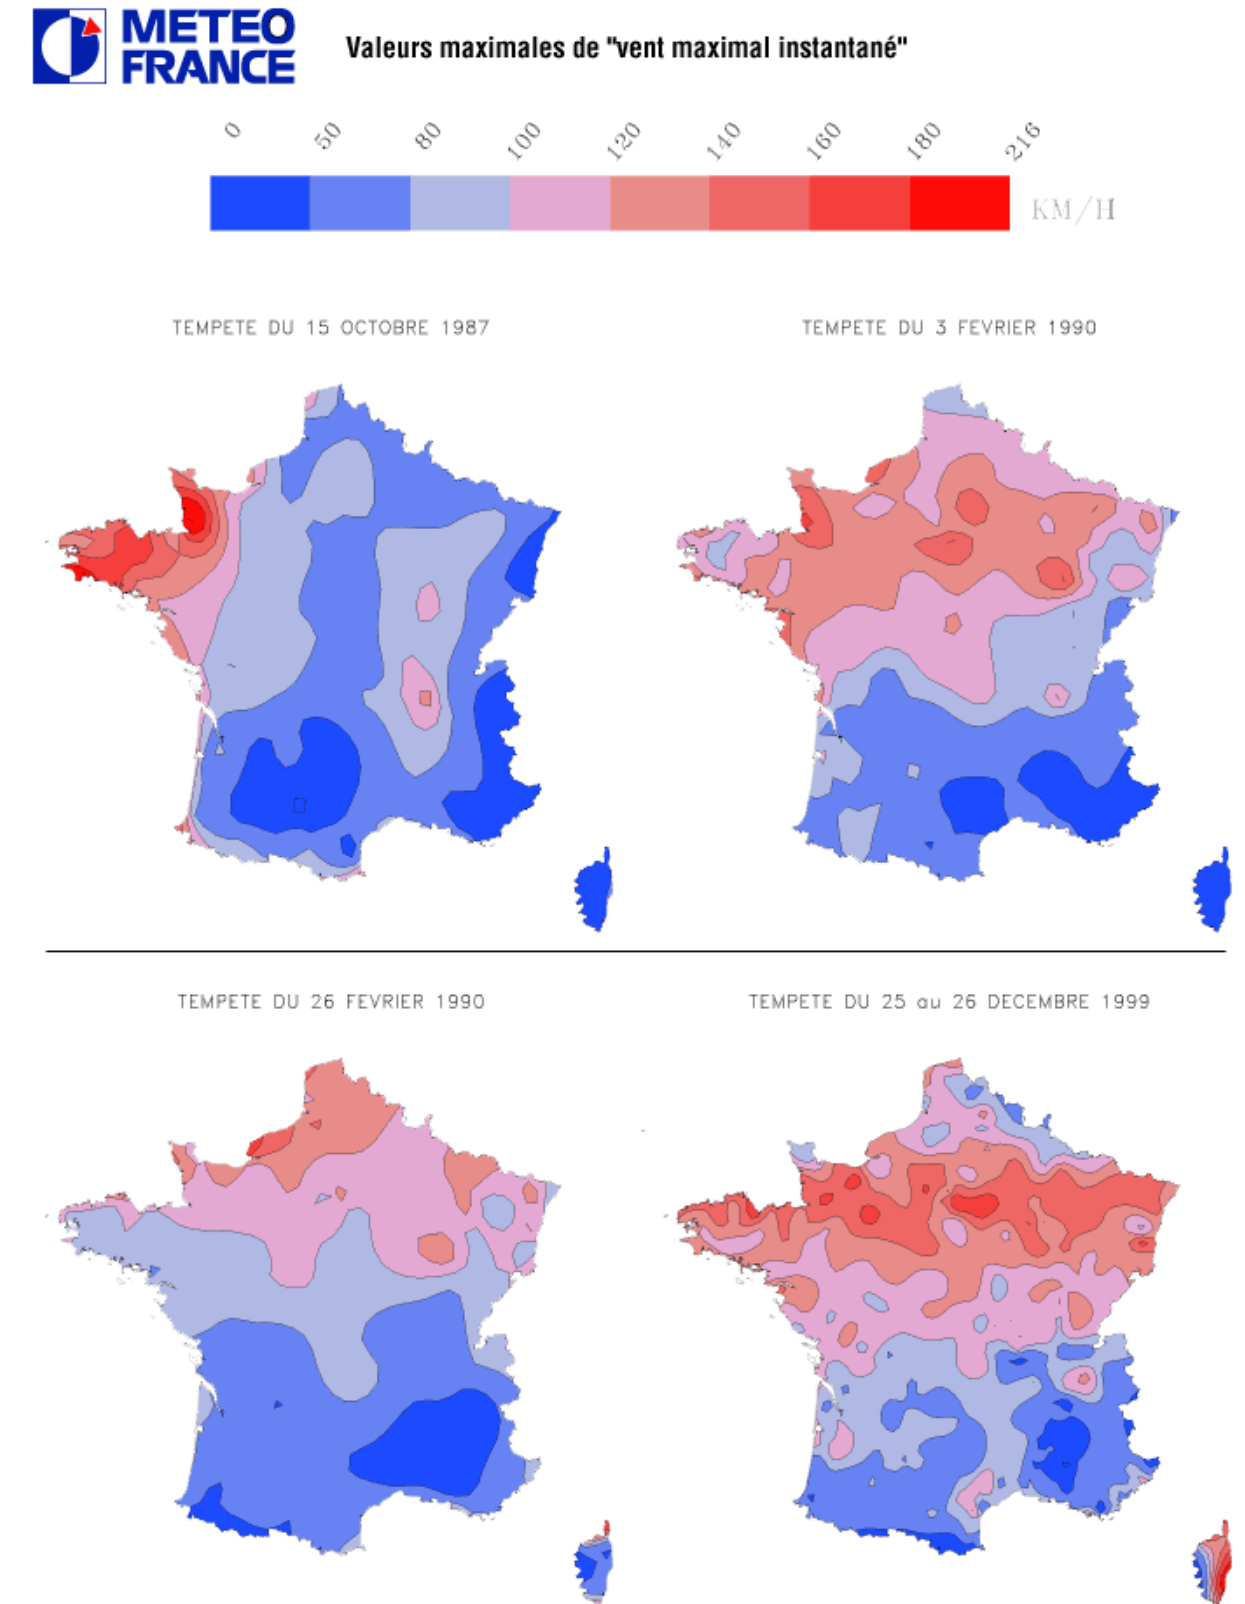 METEO
FRANCE
Valeurs maximales de "vent maximal instantané"
0 50 80 100 120 140 160 180 216
KM/H
TEMPETE DU 15 OCTOBRE 1987
TEMPETE DU 3 FEVRIER 1990
TEMPETE DU 26 FEVRIER 1990
TEMPETE DU 25 au 26 DECEMBRE 1999